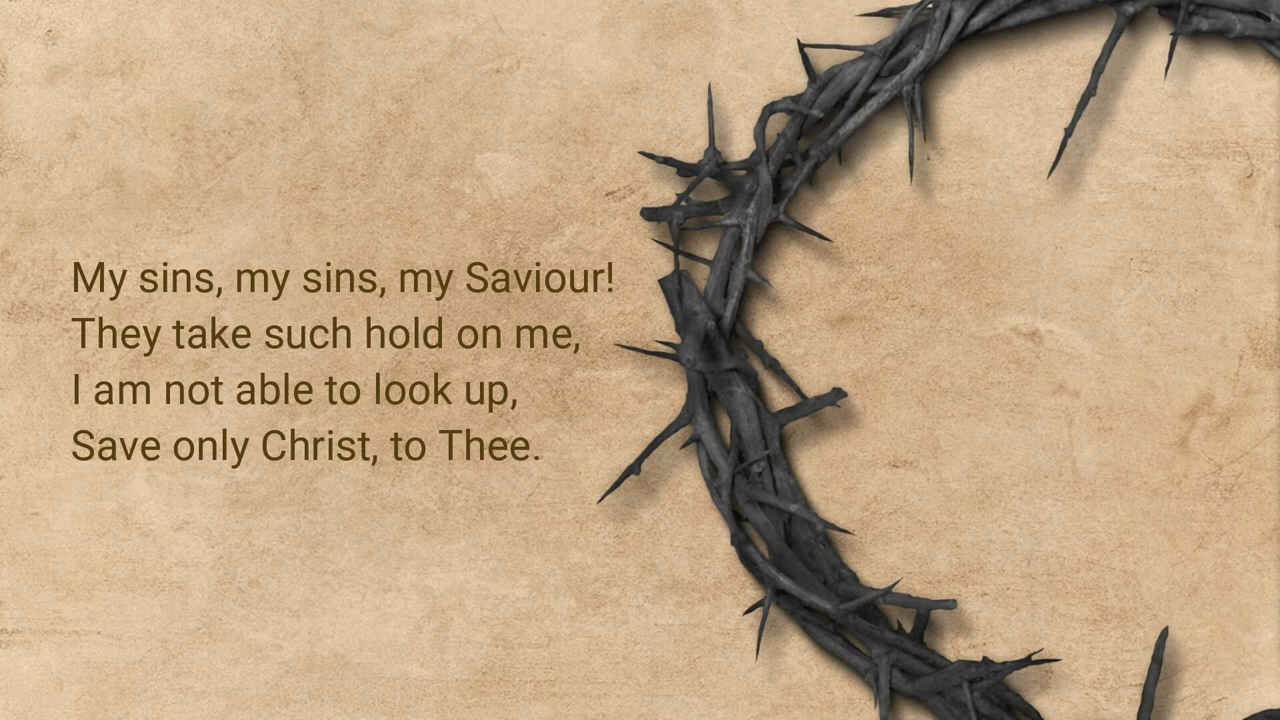 My sins, my sins, my Saviour!
They take such hold on me,
I am not able to look up,
Save only Christ, to Thee.